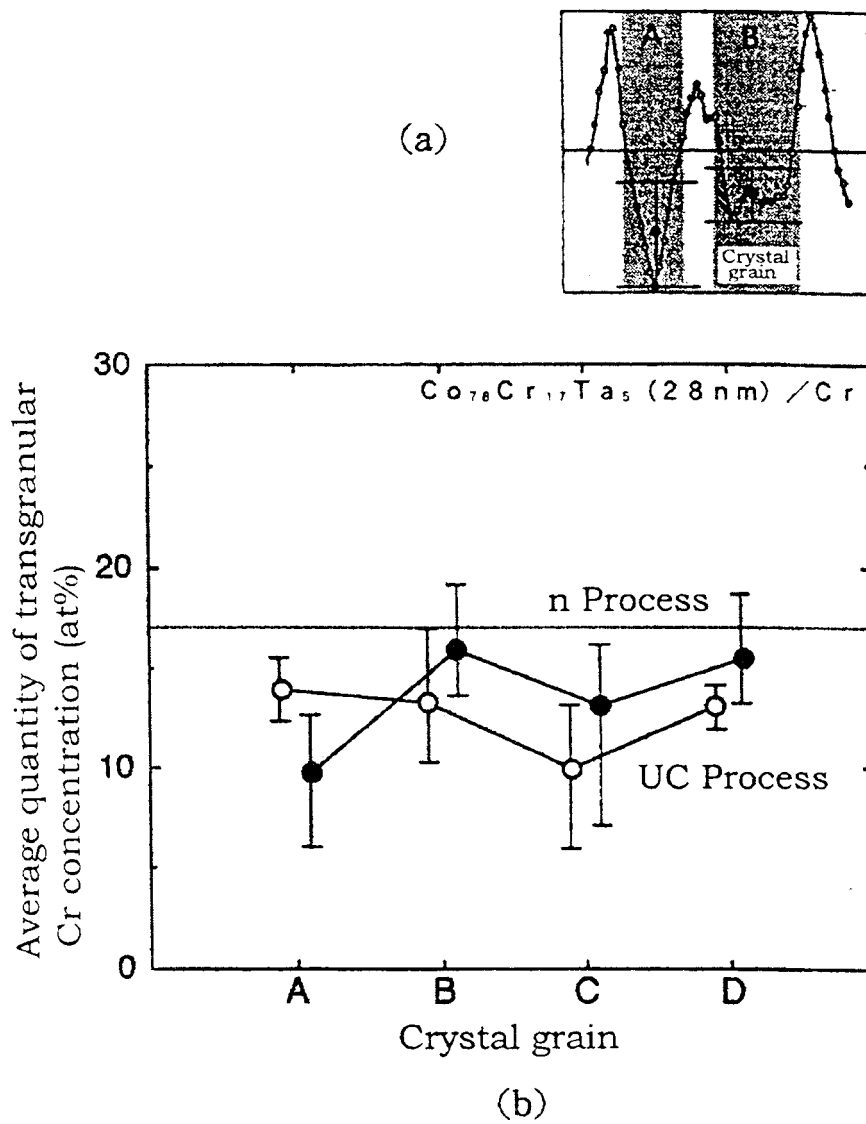 A B
(a)
Crystal
grain
30
Co₇₈Cr₁₇Ta₅ (28nm) / Cr
20
n Process
10
UC Process
0
A B C D
Average quantity of transgranular
Cr concentration (at%)
Crystal grain
(b)